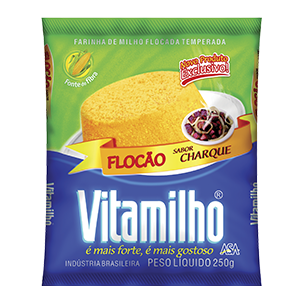 FARINHA DE MILHO FLOCADA TEMPERADA
Fonte de fibra
Novo Produto
Exclusivo!
FLOCÃO SABOR CHARQUE
Vitamilho®
é mais forte, é mais gostoso ASA
INDÚSTRIA BRASILEIRA PESO LÍQUIDO 250g